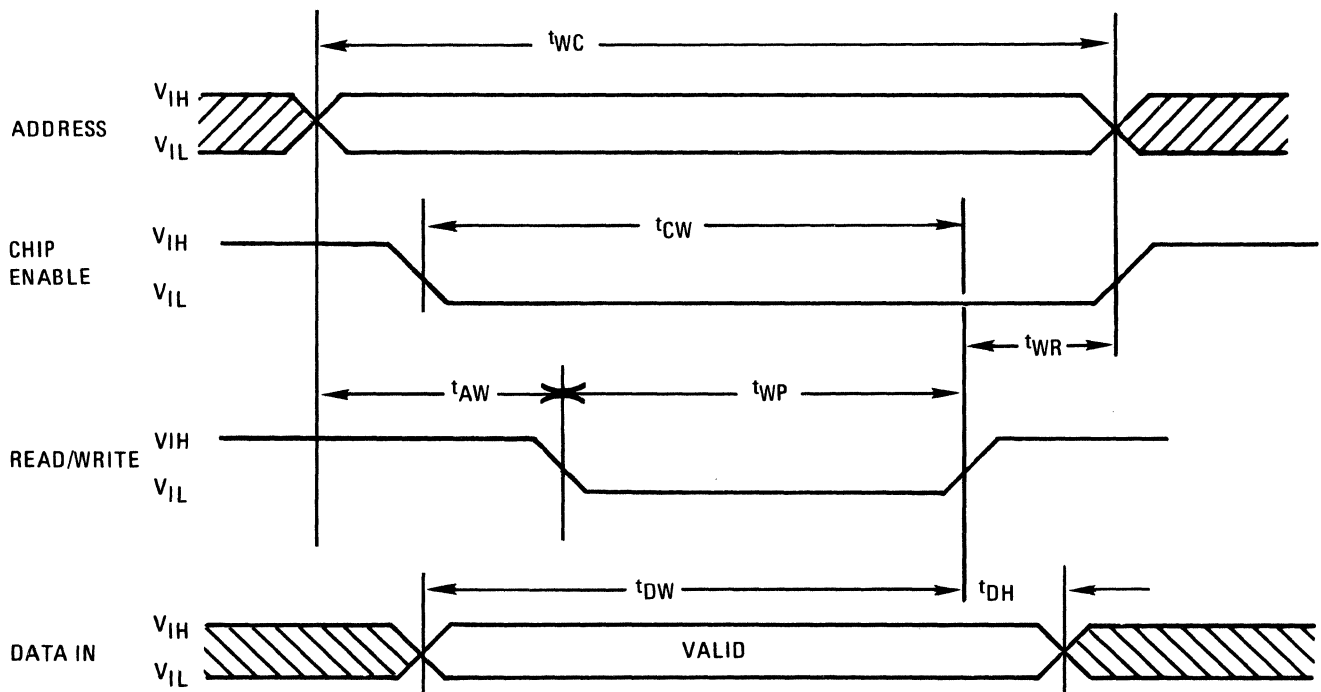 tWC
ADDRESS
VIH
VIL
tCW
CHIP
ENABLE
VIH
VIL
tWR
tAW
tWP
READ/WRITE
VIH
VIL
tDW
tDH
DATA IN
VIH
VIL
VALID